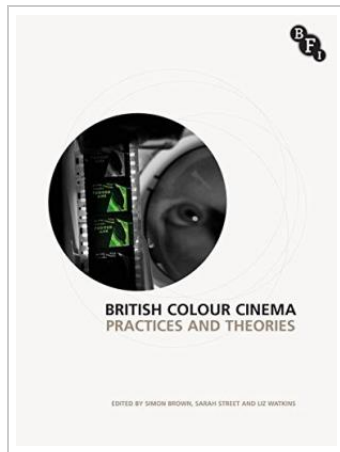 BFI
BRITISH COLOUR CINEMA
PRACTICES AND THEORIES
EDITED BY SIMON BROWN, SARAH STREET AND LIZ WATKINS